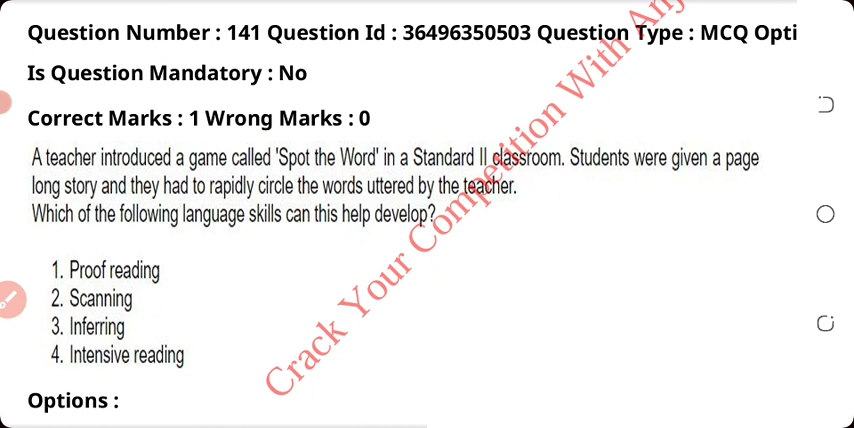 Question Number : 141 Question Id : 36496350503 Question Type : MCQ Opti
Is Question Mandatory : No
Correct Marks : 1 Wrong Marks : 0
A teacher introduced a game called 'Spot the Word' in a Standard II classroom. Students were given a page
long story and they had to rapidly circle the words uttered by the teacher.
Which of the following language skills can this help develop?
1. Proof reading
2. Scanning
3. Inferring
4. Intensive reading
Options :
Crack Your Competition With